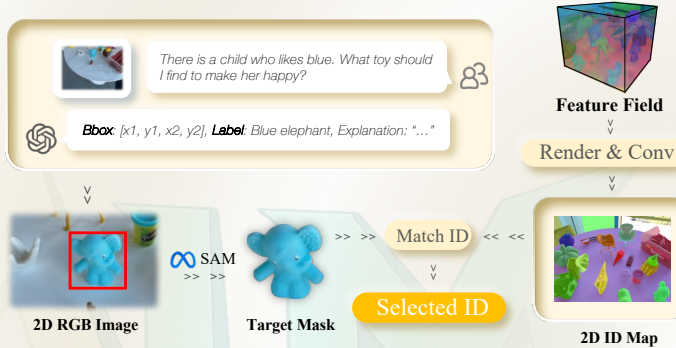 There is a child who likes blue. What toy should
I find to make her happy?
Bbox: [x1, y1, x2, y2], Label: Blue elephant, Explanation: “…”
Feature Field
Render & Conv
SAM
Match ID
Selected ID
2D RGB Image
Target Mask
2D ID Map